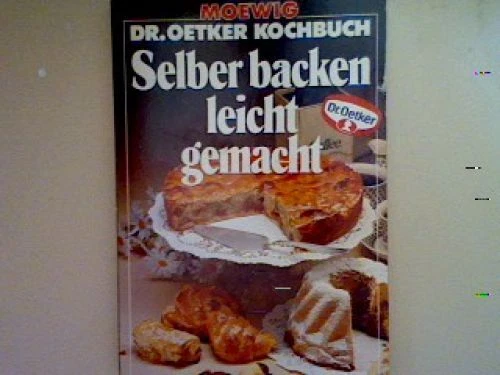 MOEWIG
DR. OETKER KOCHBUCH
Selber backen
leicht
gemacht
Dr. Oetker